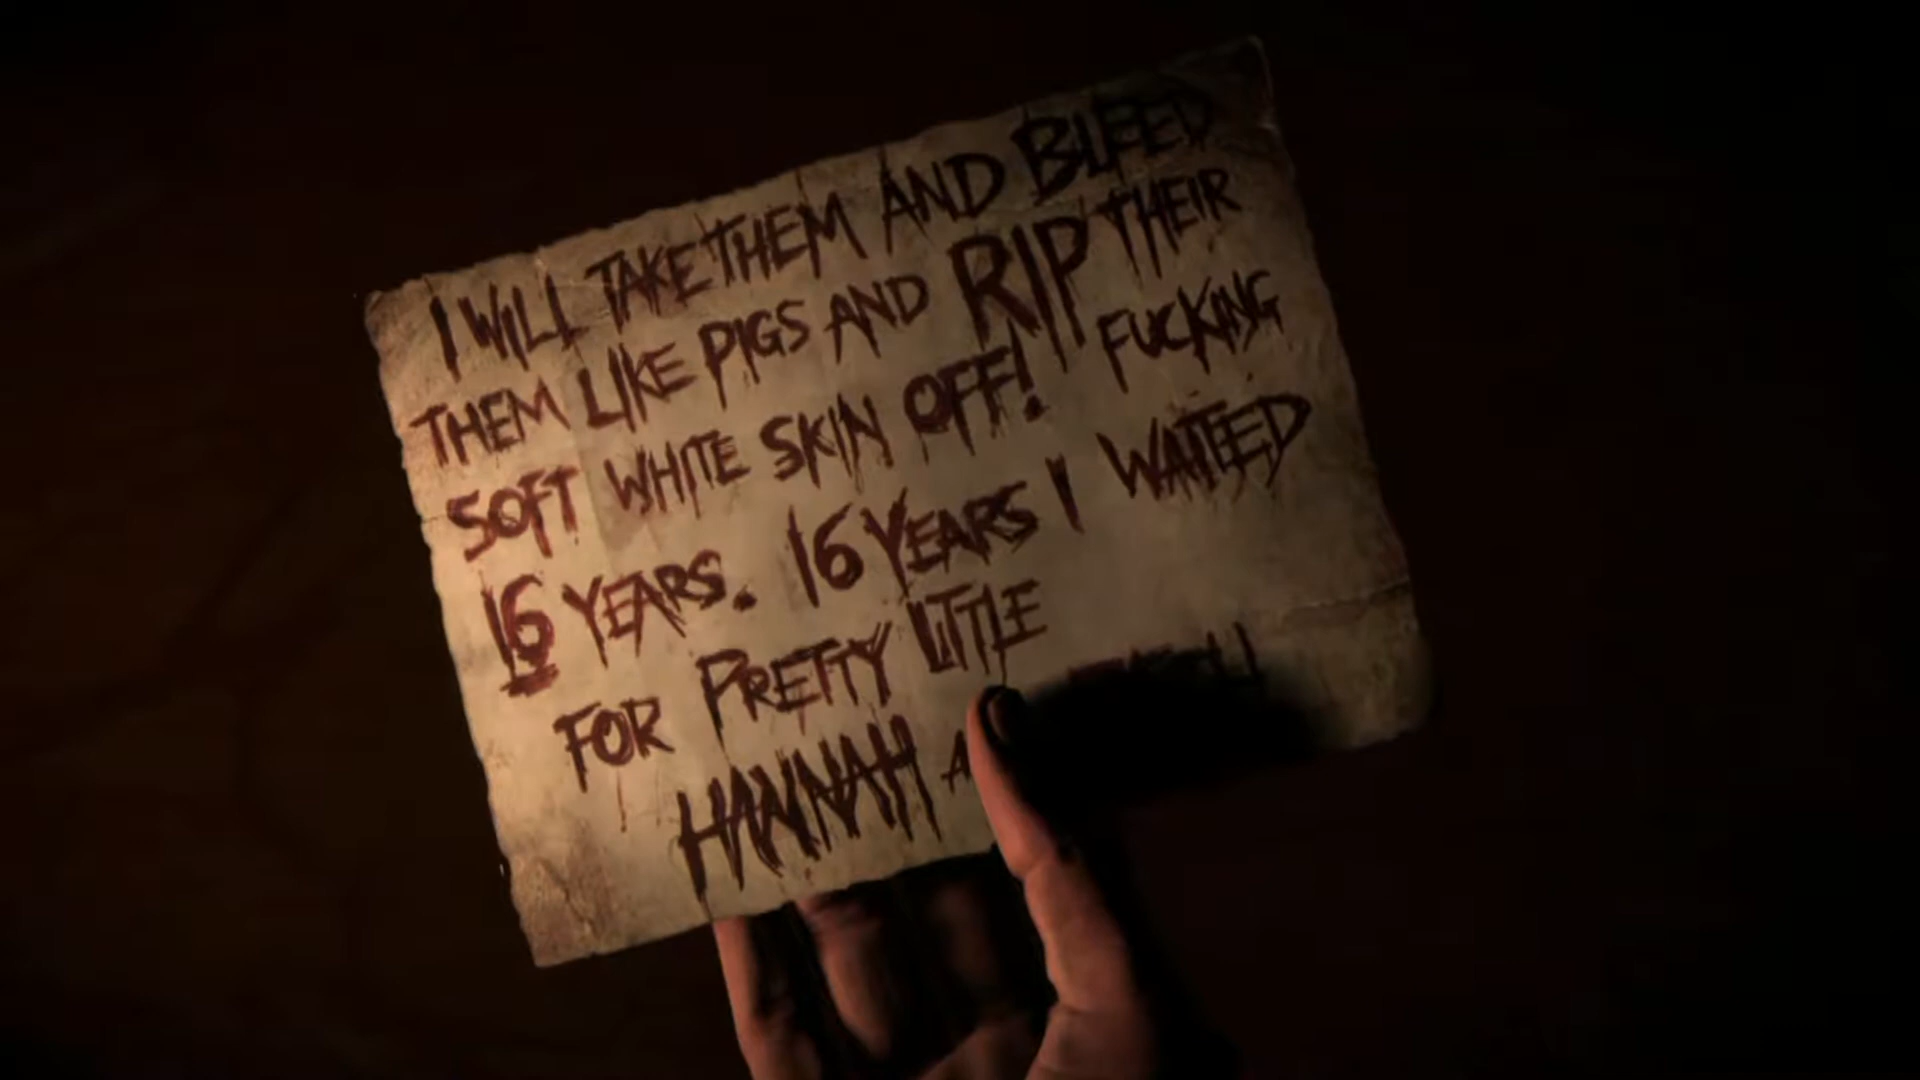 I WILL TAKE THEM AND BLEED
THEM LIKE PIGS AND RIP THEIR
SOFT WHITE SKIN OFF! FUCKING
16 YEARS. 16 YEARS I WAITED
FOR PRETTY LITTLE
HANNAH